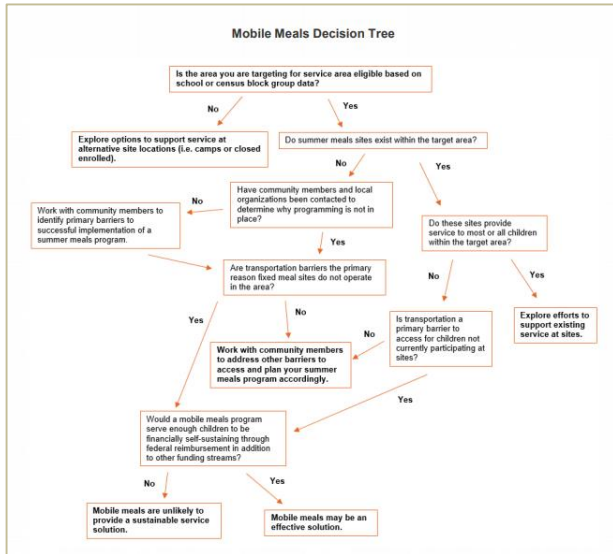 Mobile Meals Decision Tree
Is the area you are targeting for service area eligible based on
school or census block group data?
No
Yes
Explore options to support service at
alternative site locations (i.e. camps or closed
enrolled).
Do summer meals sites exist within the target area?
No
Yes
Have community members and local
organizations been contacted to
determine why programming is not in
place?
No
Work with community members to
identify primary barriers to
successful implementation of a
summer meals program.
Do these sites provide
service to most or all children
within the target area?
Yes
Are transportation barriers the primary
reason fixed meal sites do not operate
in the area?
No
Yes
Yes
No
Is transportation a
primary barrier to
access for children not
currently participating at
sites?
Explore efforts to
support existing
service at sites.
No
Work with community members
to address other barriers to
access and plan your summer
meals program accordingly.
Yes
Would a mobile meals program
serve enough children to be
financially self-sustaining through
federal reimbursement in addition
to other funding streams?
No
Yes
Mobile meals are unlikely to
provide a sustainable service
solution.
Mobile meals may be an
effective solution.